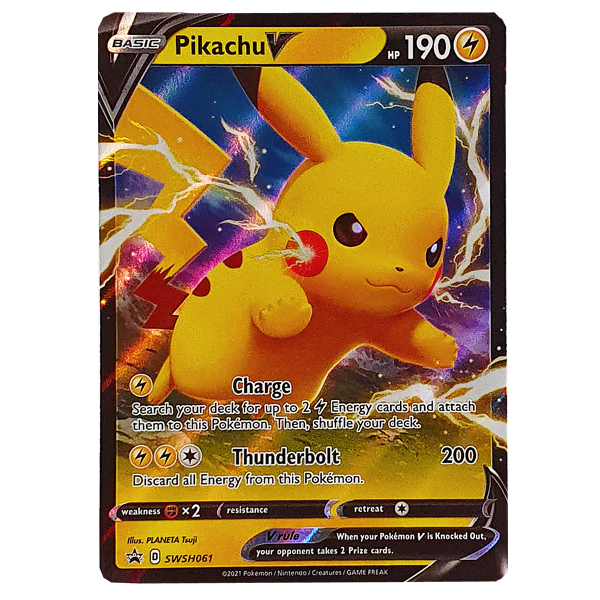 BASIC Pikachu V HP 190
Charge
Search your deck for up to 2 Energy cards and attach
them to this Pokémon. Then, shuffle your deck.
Thunderbolt 200
Discard all Energy from this Pokémon.
weakness ×2 resistance retreat
V rule When your Pokémon V is Knocked Out,
your opponent takes 2 Prize cards.
Illus. PLANETA Tsuji
D SWSH061
©2021 Pokémon / Nintendo / Creatures / GAME FREAK